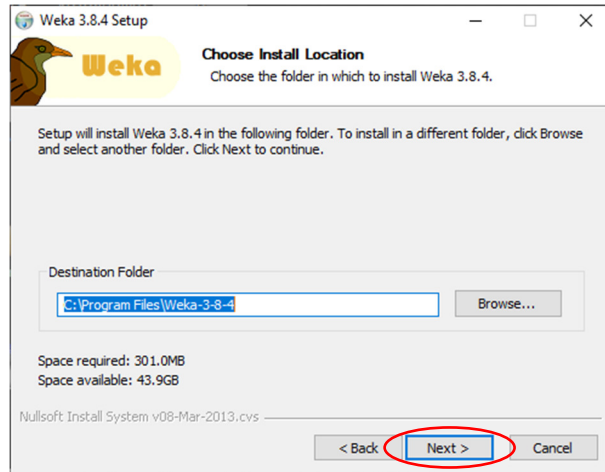 Weka 3.8.4 Setup
Weka
Choose Install Location
Choose the folder in which to install Weka 3.8.4.
Setup will install Weka 3.8.4 in the following folder. To install in a different folder, click Browse
and select another folder. Click Next to continue.
Destination Folder
C:\Program Files\Weka-3-8-4
Browse...
Space required: 301.0MB
Space available: 43.9GB
Nullsoft Install System v08-Mar-2013.cvs
< Back Next > Cancel